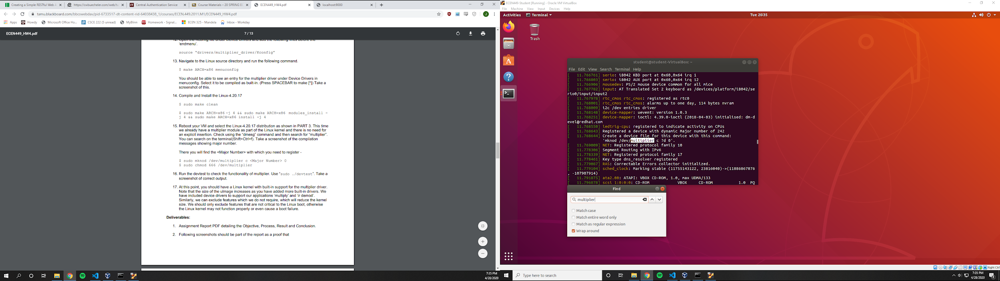 Creating a Simple RESTful Web A
https://cwbuecheler.com/web/tu
Central Authentication Service
Course Materials – 20 SPRING EC
ECEN449_HW4.pdf
localhost:9000
tamu.blackboard.com/bbcswebdav/pid-6733517-dt-content-rid-64038438_1/courses/ECEN.449.2011.M1/ECEN449_HW4.pdf
Apps
Howdy
Microsoft Office Ho...
CSCE 222 (5 unread)
MyBlinn
Homework - Signal...
ECEN 325 - Mandela
Inbox - Workday
ECEN449_HW4.pdf
7 / 13
12. Open the Kconfig file under Device Drivers and add the following lines before the
'endmenu'.
source "drivers/multiplier_driver/Kconfig"
13. Navigate to the Linux source directory and run the following command.
$ make ARCH=x86 menuconfig
You should be able to see an entry for the multiplier driver under Device Drivers in
menuconfig. Select it to be compiled as built-in. (Press SPACEBAR to make [*]) Take a
screenshot of this.
14. Compile and Install the Linux-4.20.17
$ sudo make clean
$ sudo make ARCH=x86 -j 4 && sudo make ARCH=x86 modules_install -
j 4 && sudo make ARCH=x86 install -j 4
15. Reboot your VM and select the Linux-4.20.17 distribution as shown in PART 3. This time
we already have a multiplier module as part of the Linux kernel and there is no need for
an explicit insertion. Check using the "dmesg" command and then search for "multiplier".
You can search on the terminal(Shift+Ctrl+f). Take a screenshot of the compilation
messages showing major number.
There you will find the <Major Number> with which you need to register -
$ sudo mknod /dev/multiplier c <Major Number> 0
$ sudo chmod 666 /dev/multiplier
16. Run the devtest to check the functionality of multiplier. Use "sudo ./devtest". Take a
screenshot of correct output.
17. At this point, you should have a Linux kernel with built-in support for the multiplier driver.
Note that the size of the uImage increases as you have added more built-in drivers. We
have included device drivers to support our applications 'multiply' and 'ir demod'.
Similarly, we can exclude features which we do not require, which will reduce the kernel
size. We should only exclude features that are not critical to the Linux boot, otherwise
the Linux kernel may not function properly or even cause a boot failure.
Deliverables:
1. Assignment Report PDF detailing the Objective, Process, Result and Conclusion.
2. Following screenshots should be part of the report as a proof that
7:35 PM
4/28/2020
ECEN449-Student [Running] - Oracle VM VirtualBox
File Machine View Input Devices Help
Activities
Terminal
Tue 20:35
Trash
student@student-VirtualBox: ~
File Edit View Search Terminal Help
[ 11.766761] serio: i8042 KBD port at 0x60,0x64 irq 1
[ 11.766803] serio: i8042 AUX port at 0x60,0x64 irq 12
[ 11.766906] mousedev: PS/2 mouse device common for all mice
[ 11.767782] input: AT Translated Set 2 keyboard as /devices/platform/i8042/se
rio0/input/input2
[ 11.767978] rtc_cmos rtc_cmos: registered as rtc0
[ 11.768001] rtc_cmos rtc_cmos: alarms up to one day, 114 bytes nvram
[ 11.768009] i2c /dev entries driver
[ 11.768148] device-mapper: uevent: version 1.0.3
[ 11.768251] device-mapper: ioctl: 4.39.0-ioctl (2018-04-03) initialised: dm-d
evel@redhat.com
[ 11.768550] ledtrig-cpu: registered to indicate activity on CPUs
[ 11.768643] Registered a device with dynamic Major number of 242
[ 11.768644] Create a device file for this device with this command:
'mknod /dev/multiplier c ?d 0'.
[ 11.769009] NET: Registered protocol family 10
[ 11.778306] Segment Routing with IPv6
[ 11.778339] NET: Registered protocol family 17
[ 11.778461] Key type dns_resolver registered
[ 11.779087] RAS: Correctable Errors collector initialized.
[ 11.779104] sched_clock: Marking stable (11755143122, 23816040)->(11886867076
, -107907914)
[ 11.791875] ata2.00: ATAPI: VBOX CD-ROM, 1.0, max UDMA/133
[ 11.796878] scsi 1:0:0:0: CD-ROM VBOX CD-ROM 1.0 PQ
Find
multiplier
Match case
Match entire word only
Match as regular expression
Wrap around
Right Ctrl
Type here to search
7:35 PM
4/28/2020